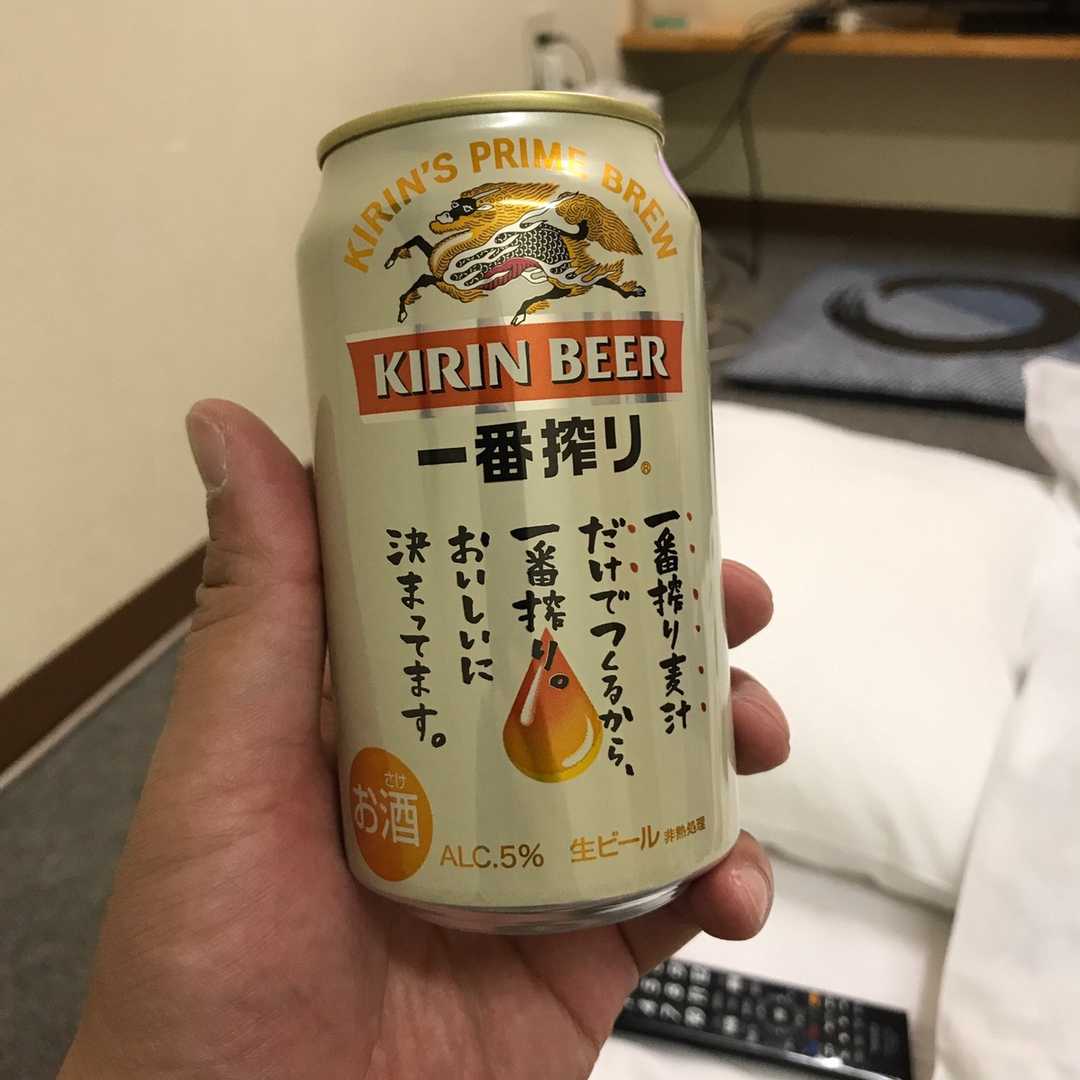 KIRIN'S PRIME BREW
KIRIN BEER
一番搾り®
一番搾り麦汁
だけでつくるから、
一番搾り。
おいしいに
決まってます。
さけ
お酒
ALC.5%
生ビール 非熱処理